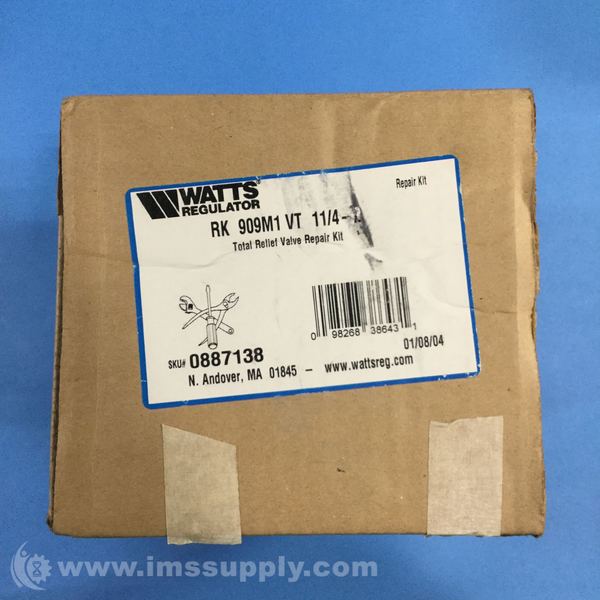 WATTS
REGULATOR
Repair Kit
RK 909M1 VT 11/4-
Total Relief Valve Repair Kit
0 98268 38643 1
01/08/04
SKU# 0887138
N. Andover, MA 01845 - www.wattsreg.com
www.imssupply.com